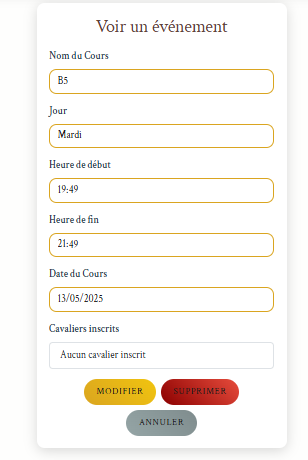 Voir un événement
Nom du Cours
B5
Jour
Mardi
Heure de début
19:49
Heure de fin
21:49
Date du Cours
13/05/2025
Cavaliers inscrits
Aucun cavalier inscrit
MODIFIER SUPPRIMER
ANNULER